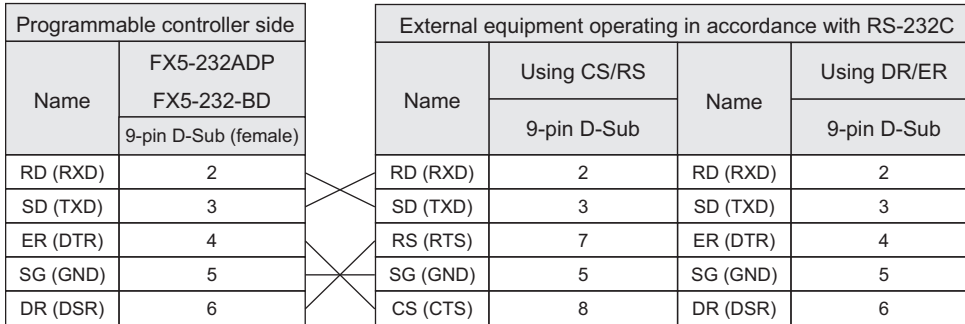 Programmable controller side
External equipment operating in accordance with RS-232C
Name
FX5-232ADP
FX5-232-BD
9-pin D-Sub (female)
Name
Using CS/RS
9-pin D-Sub
Name
Using DR/ER
9-pin D-Sub
RD (RXD) 2 RD (RXD) 2 RD (RXD) 2
SD (TXD) 3 SD (TXD) 3 SD (TXD) 3
ER (DTR) 4 RS (RTS) 7 ER (DTR) 4
SG (GND) 5 SG (GND) 5 SG (GND) 5
DR (DSR) 6 CS (CTS) 8 DR (DSR) 6